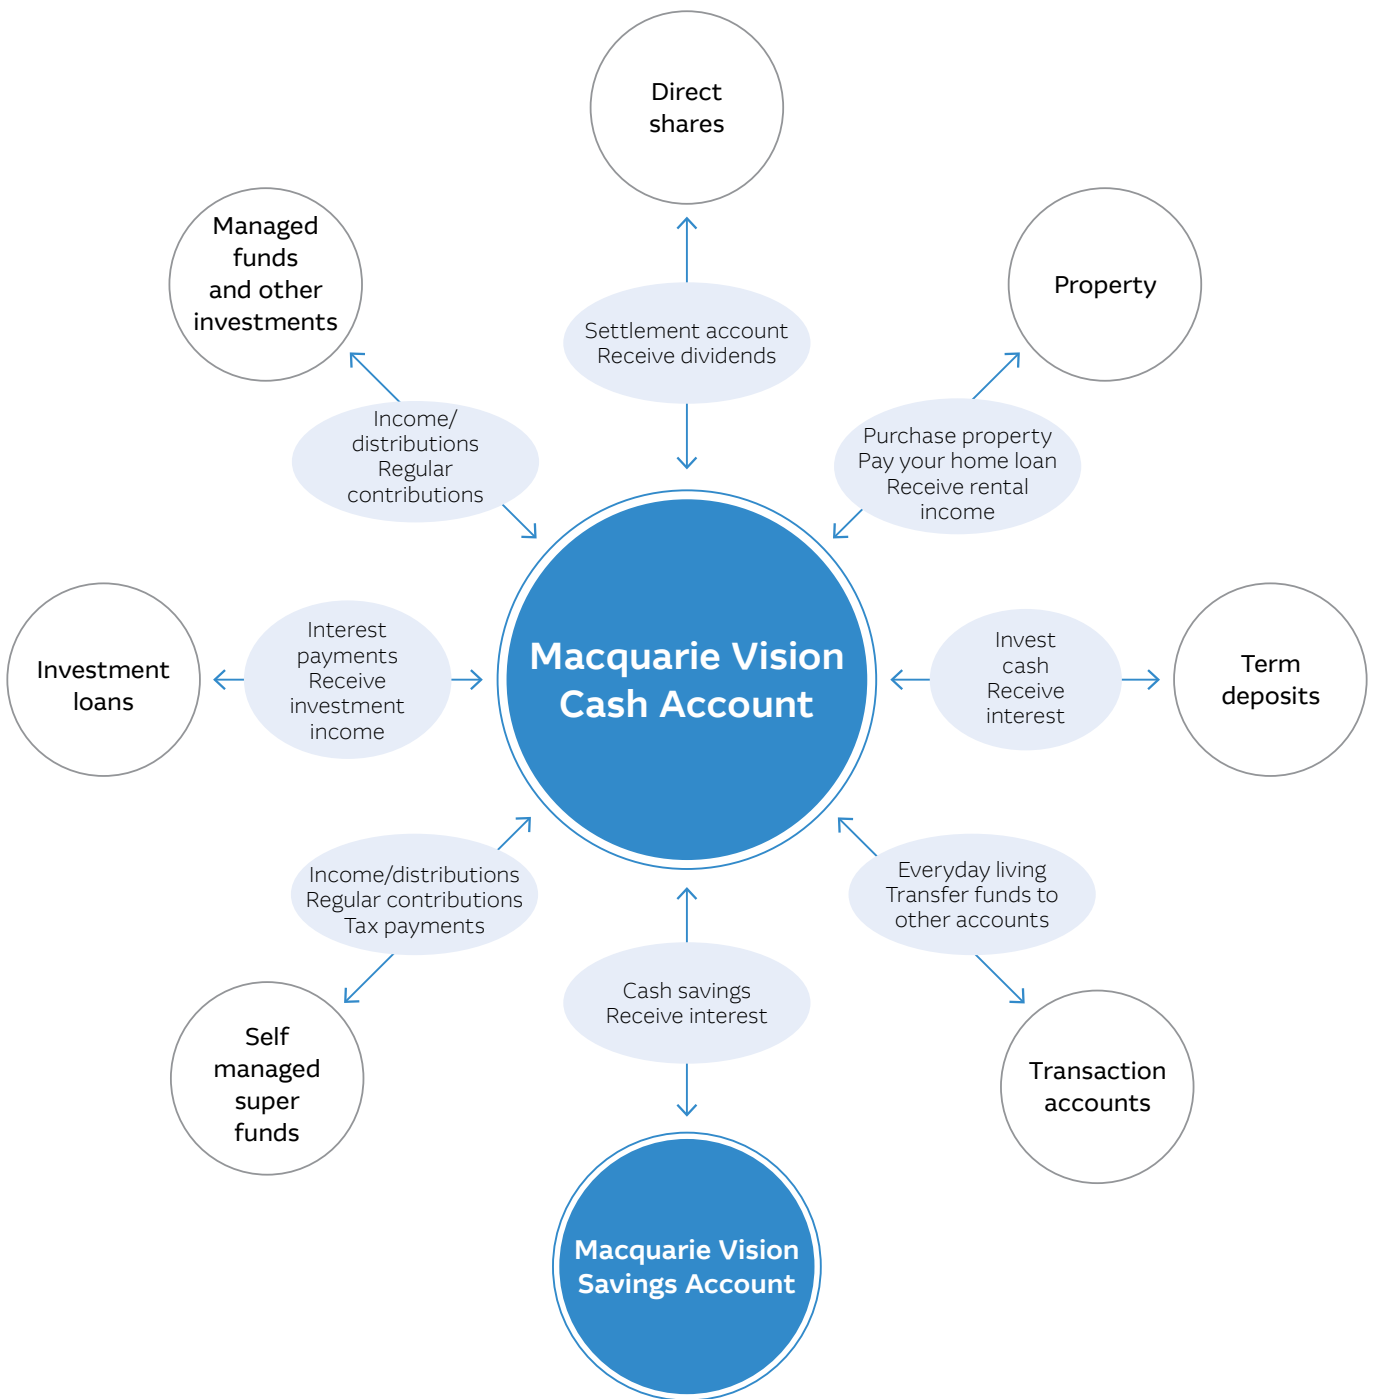 Direct
shares
Managed
funds
and other
investments
Property
Settlement account
Receive dividends
Income/
distributions
Regular
contributions
Purchase property
Pay your home loan
Receive rental
income
Investment
loans
Interest
payments
Receive
investment
income
Macquarie Vision
Cash Account
Invest
cash
Receive
interest
Term
deposits
Income/distributions
Regular contributions
Tax payments
Everyday living
Transfer funds to
other accounts
Cash savings
Receive interest
Self
managed
super
funds
Transaction
accounts
Macquarie Vision
Savings Account